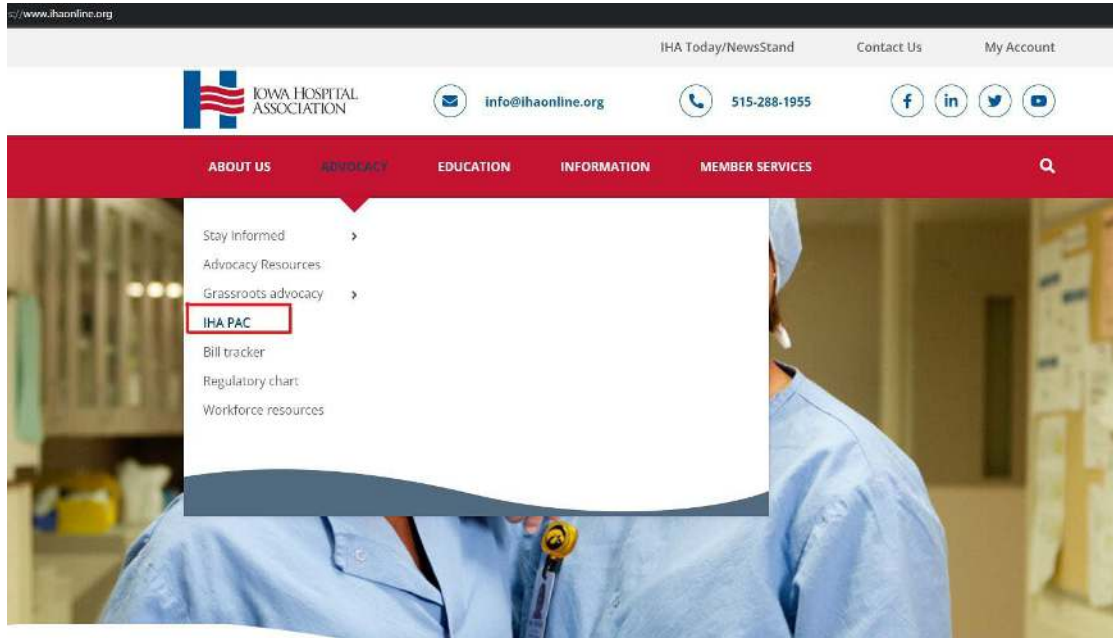 s://www.ihaonline.org
IHA Today/NewsStand Contact Us My Account
IOWA HOSPITAL
ASSOCIATION
info@ihaonline.org
515-288-1955
ABOUT US ADVOCACY EDUCATION INFORMATION MEMBER SERVICES
Stay Informed
Advocacy Resources
Grassroots advocacy
IHA PAC
Bill tracker
Regulatory chart
Workforce resources